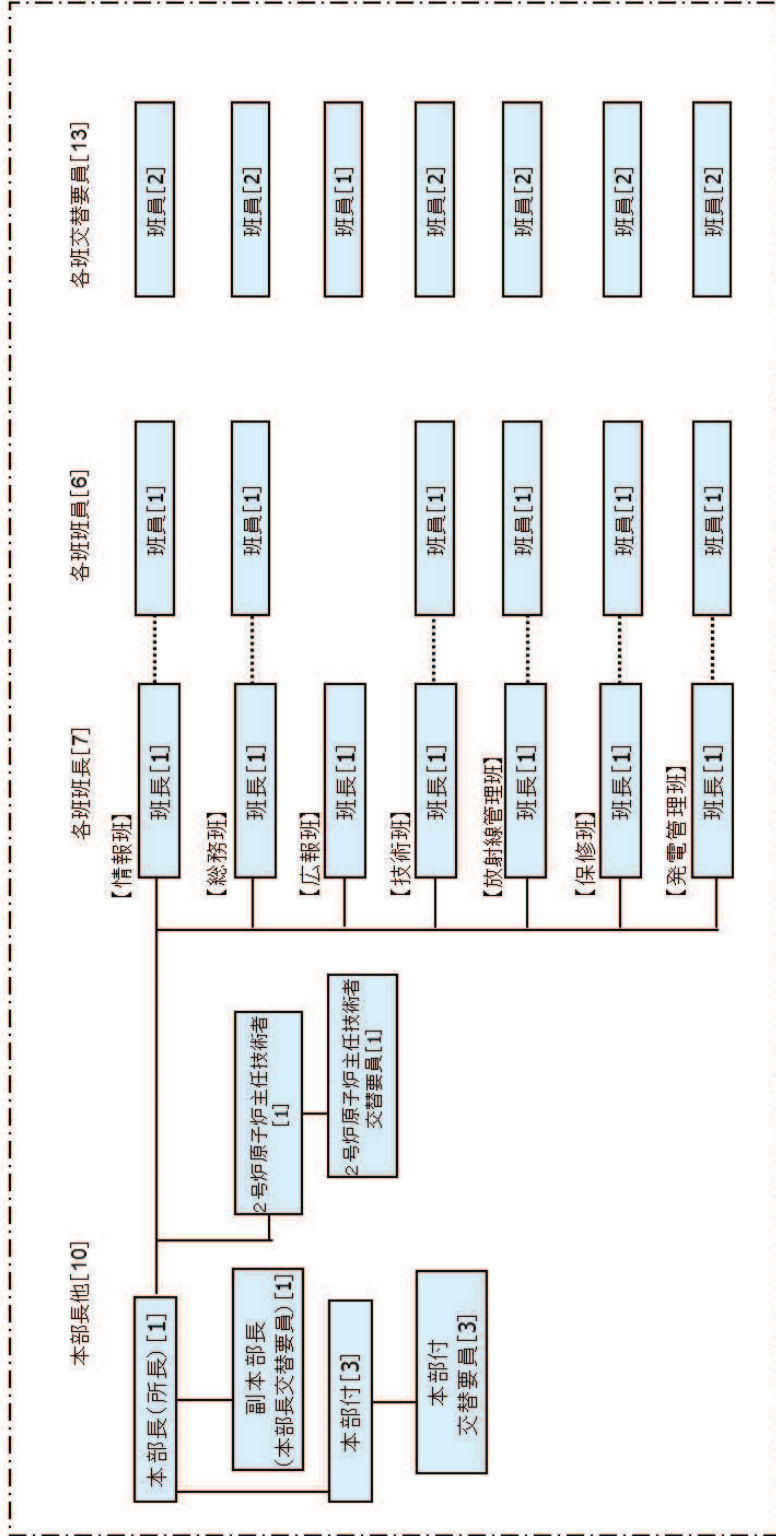 本部長他[10]
本部長(所長)[1]
副本部長
(本部長交替要員)[1]
本部付[3]
本部付
交替要員[3]
2号炉原子炉主任技術者
[1]
2号炉原子炉主任技術者
交替要員[1]
各班班長[7]
各班班員[6]
各班交替要員[13]
【情報班】
班長[1]
班員[1]
班員[2]
【総務班】
班長[1]
班員[1]
班員[2]
【広報班】
班長[1]
班員[1]
【技術班】
班長[1]
班員[1]
班員[2]
【放射線管理班】
班長[1]
班員[1]
班員[2]
【保修班】
班長[1]
班員[1]
班員[2]
【発電管理班】
班長[1]
班員[1]
班員[2]